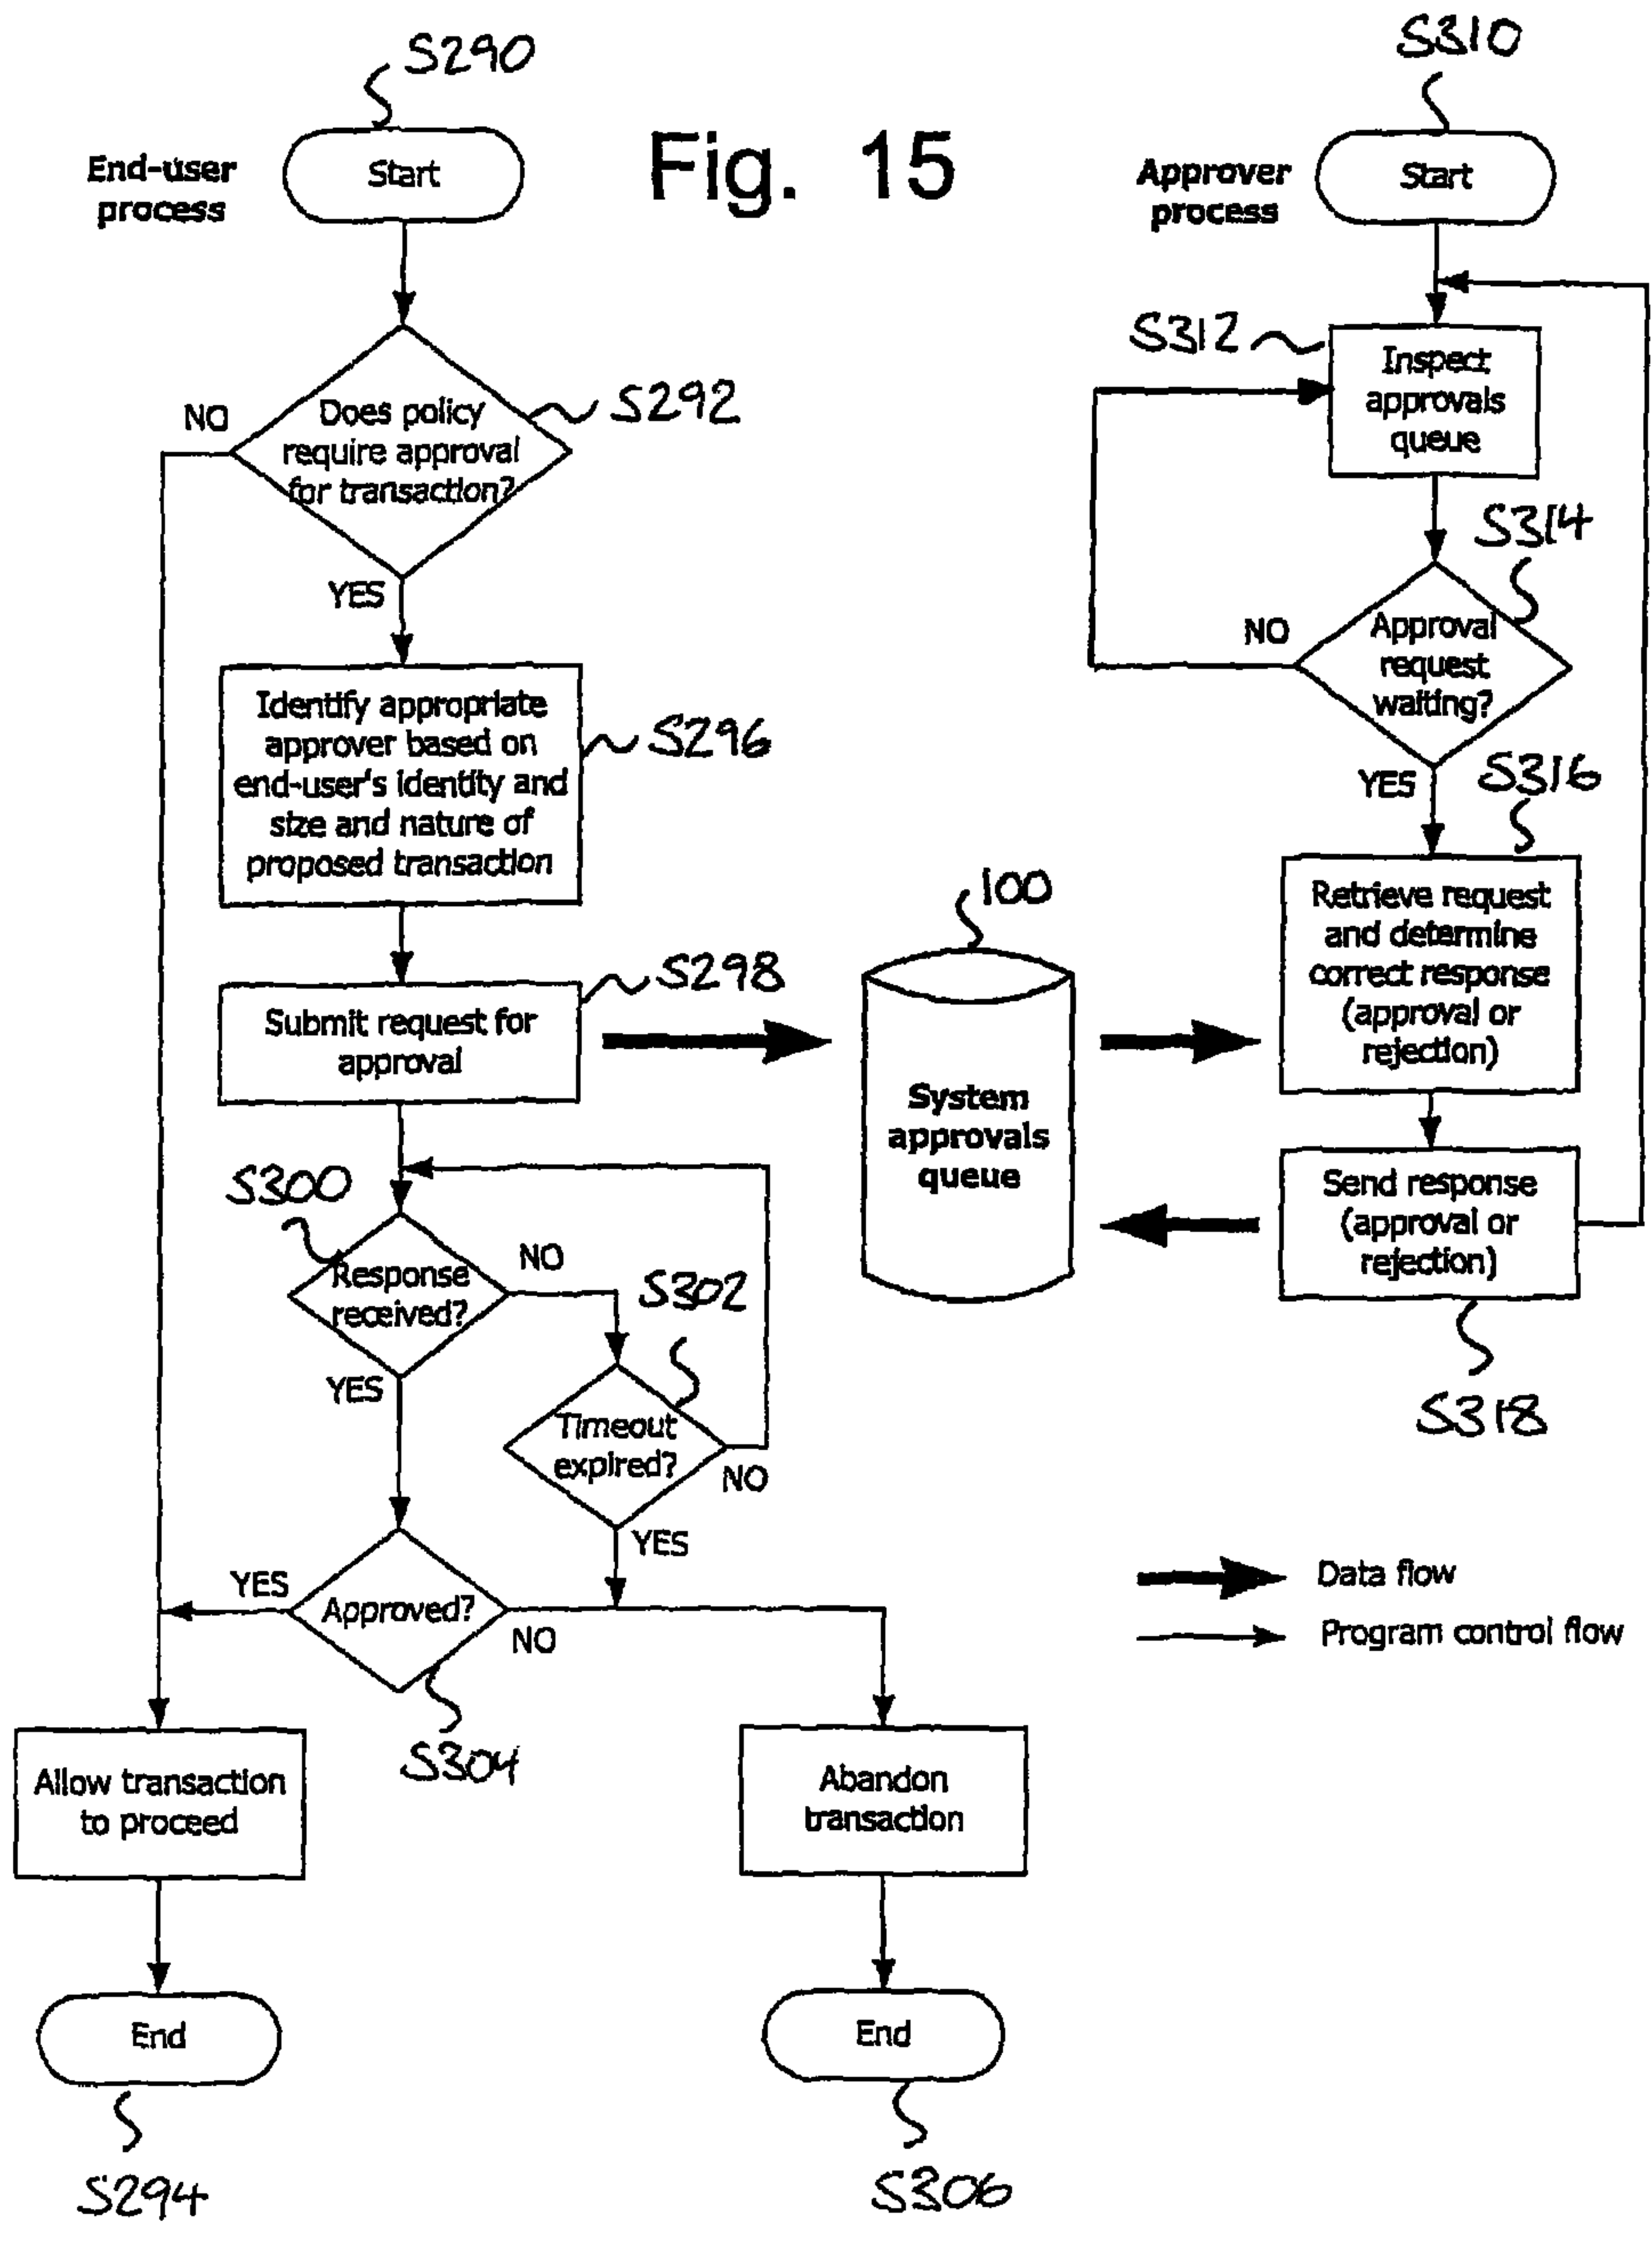 S290
S310
Fig. 15
End-user
process
Start
Approver
process
Start
S312
Inspect
approvals
queue
NO
Does policy
require approval
for transaction?
S292
YES
S314
NO
Approval
request
waiting?
YES
S316
Identify appropriate
approver based on
end-user's identity and
size and nature of
proposed transaction
S296
Retrieve request
and determine
correct response
(approval or
rejection)
100
System
approvals
queue
Submit request for
approval
S298
Send response
(approval or
rejection)
S318
S300
Response
received?
NO
YES
S302
Timeout
expired?
NO
YES
YES
Approved?
NO
S304
Data flow
Program control flow
Allow transaction
to proceed
Abandon
transaction
End
End
S294
S306